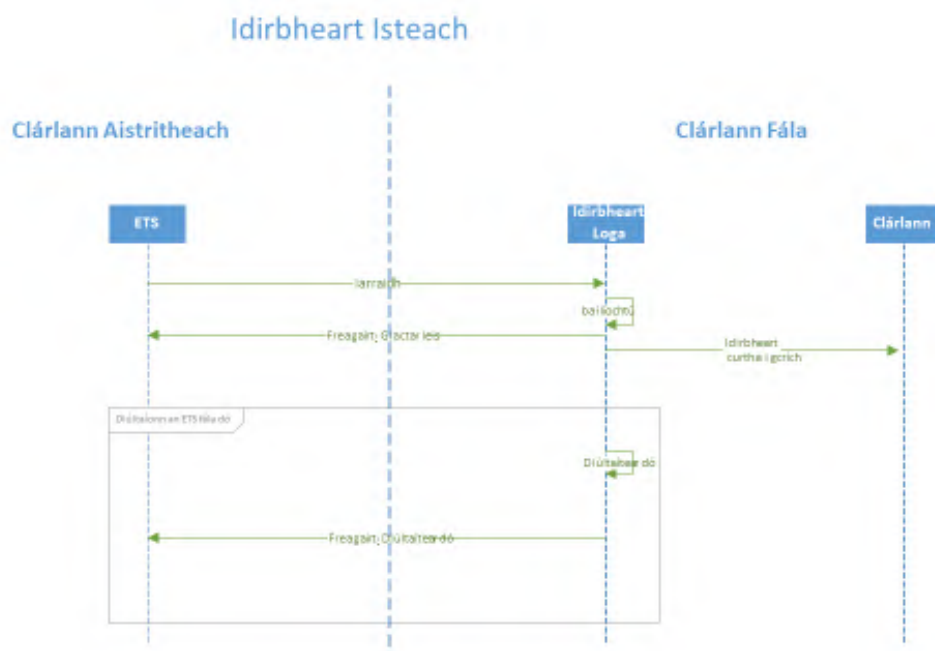 Idirbheart Isteach
Clárlann Aistritheach
Clárlann Fála
ETS
Idirbheart
Loga
Clárlann
Iarraidh
bailíochtú
Freagairt; Glactar leis
Idirbheart
curtha i gcrích
Diúltaíonn an ETS fála dó
Diúltaítear dó
Freagairt; Diúltaítear dó